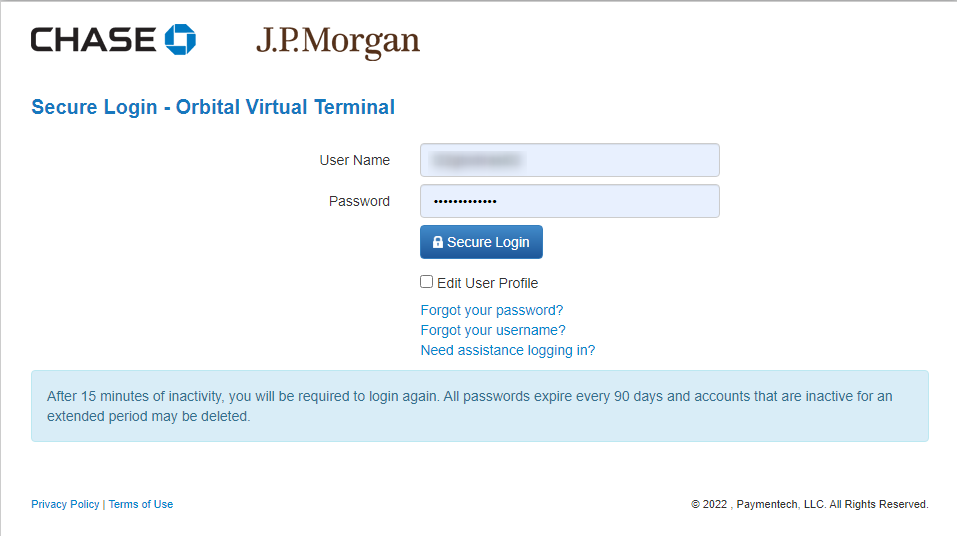 CHASE J.P.Morgan
Secure Login - Orbital Virtual Terminal
User Name
Password •••••••••••••
Secure Login
Edit User Profile
Forgot your password?
Forgot your username?
Need assistance logging in?
After 15 minutes of inactivity, you will be required to login again. All passwords expire every 90 days and accounts that are inactive for an
extended period may be deleted.
Privacy Policy | Terms of Use © 2022 , Paymentech, LLC. All Rights Reserved.